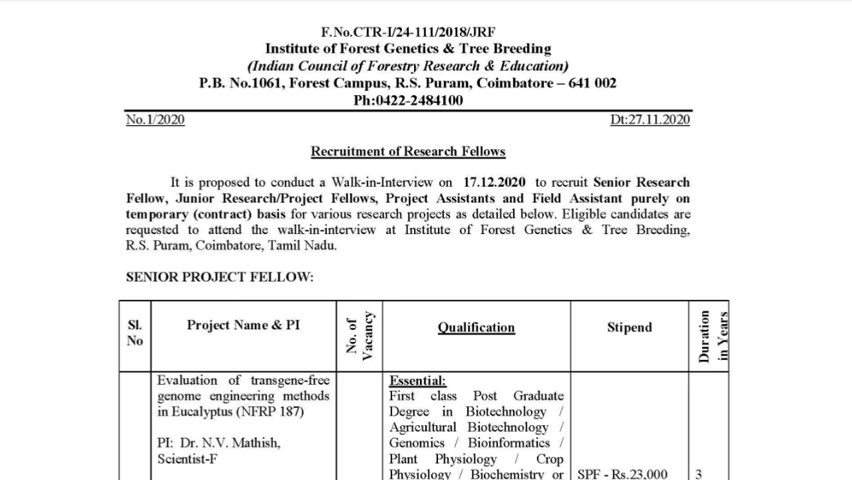 F.No.CTR-I/24-111/2018/JRF
Institute of Forest Genetics & Tree Breeding
(Indian Council of Forestry Research & Education)
P.B. No.1061, Forest Campus, R.S. Puram, Coimbatore – 641 002
Ph:0422-2484100
No.1/2020 Dt:27.11.2020
Recruitment of Research Fellows
It is proposed to conduct a Walk-in-Interview on 17.12.2020 to recruit Senior Research
Fellow, Junior Research/Project Fellows, Project Assistants and Field Assistant purely on
temporary (contract) basis for various research projects as detailed below. Eligible candidates are
requested to attend the walk-in-interview at Institute of Forest Genetics & Tree Breeding,
R.S. Puram, Coimbatore, Tamil Nadu.
SENIOR PROJECT FELLOW:
Sl.
No
Project Name & PI
No. of
Vacancy
Qualification
Stipend
Duration
in Years
Evaluation of transgene-free
genome engineering methods
in Eucalyptus (NFRP 187)
PI: Dr. N.V. Mathish,
Scientist-F
Essential:
First class Post Graduate
Degree in Biotechnology /
Agricultural Biotechnology /
Genomics / Bioinformatics /
Plant Physiology / Crop
Physiology / Biochemistry or
SPF - Rs.23,000
3